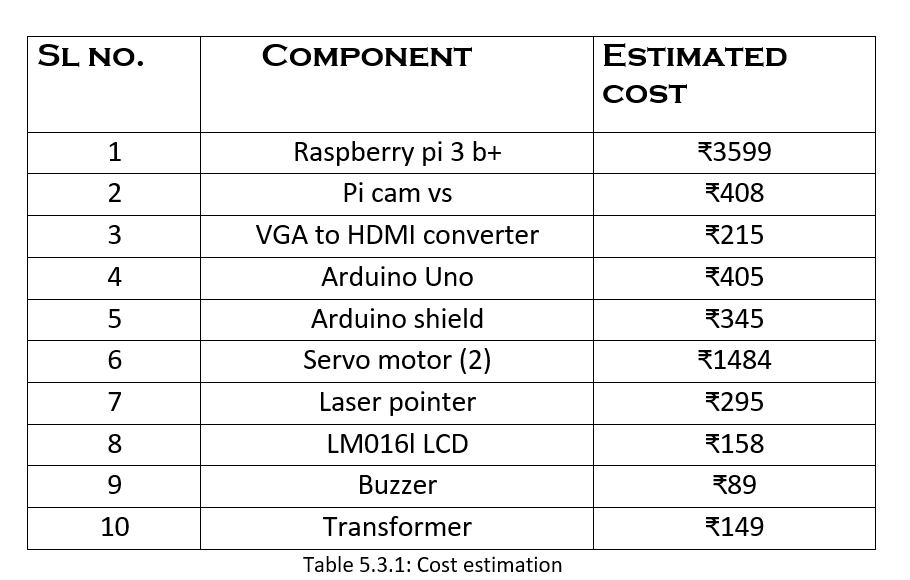 SL NO. COMPONENT ESTIMATED
COST
1 Raspberry pi 3 b+ ₹3599
2 Pi cam vs ₹408
3 VGA to HDMI converter ₹215
4 Arduino Uno ₹405
5 Arduino shield ₹345
6 Servo motor (2) ₹1484
7 Laser pointer ₹295
8 LM016l LCD ₹158
9 Buzzer ₹89
10 Transformer ₹149
Table 5.3.1: Cost estimation